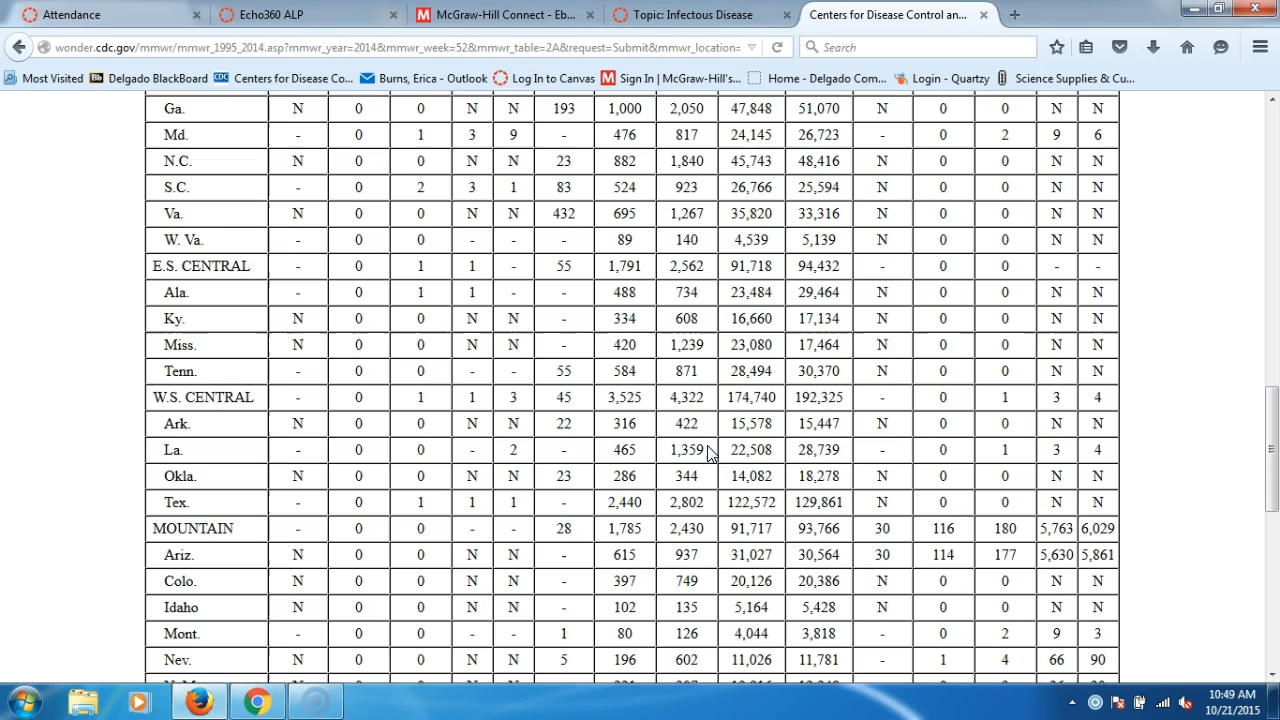 Attendance × Echo360 ALP × McGraw-Hill Connect - Eb... × Topic: Infectous Disease × Centers for Disease Control an... × +
wonder.cdc.gov/mmwr/mmwr_1995_2014.asp?mmwr_year=2014&mmwr_week=52&mmwr_table=2A&request=Submit&mmwr_location= Search
Most Visited Bb Delgado BlackBoard CDC Centers for Disease Co... Burns, Erica - Outlook Log In to Canvas M Sign In | McGraw-Hill's... Home - Delgado Com... Login - Quartzy Science Supplies & Cu...
Ga. N 0 0 N N 193 1,000 2,050 47,848 51,070 N 0 0 N N
Md. - 0 1 3 9 - 476 817 24,145 26,723 - 0 2 9 6
N.C. N 0 0 N N 23 882 1,840 45,743 48,416 N 0 0 N N
S.C. - 0 2 3 1 83 524 923 26,766 25,594 N 0 0 N N
Va. N 0 0 N N 432 695 1,267 35,820 33,316 N 0 0 N N
W. Va. - 0 0 - - - 89 140 4,539 5,139 N 0 0 N N
E.S. CENTRAL - 0 1 1 - 55 1,791 2,562 91,718 94,432 - 0 0 - -
Ala. - 0 1 1 - - 488 734 23,484 29,464 N 0 0 N N
Ky. N 0 0 N N - 334 608 16,660 17,134 N 0 0 N N
Miss. N 0 0 N N - 420 1,239 23,080 17,464 N 0 0 N N
Tenn. - 0 0 - - 55 584 871 28,494 30,370 N 0 0 N N
W.S. CENTRAL - 0 1 1 3 45 3,525 4,322 174,740 192,325 - 0 1 3 4
Ark. N 0 0 N N 22 316 422 15,578 15,447 N 0 0 N N
La. - 0 0 - 2 - 465 1,359 22,508 28,739 - 0 1 3 4
Okla. N 0 0 N N 23 286 344 14,082 18,278 N 0 0 N N
Tex. - 0 1 1 1 - 2,440 2,802 122,572 129,861 N 0 0 N N
MOUNTAIN - 0 0 - - 28 1,785 2,430 91,717 93,766 30 116 180 5,763 6,029
Ariz. N 0 0 N N - 615 937 31,027 30,564 30 114 177 5,630 5,861
Colo. N 0 0 N N - 397 749 20,126 20,386 N 0 0 N N
Idaho N 0 0 N N - 102 135 5,164 5,428 N 0 0 N N
Mont. - 0 0 - - 1 80 126 4,044 3,818 - 0 2 9 3
Nev. N 0 0 N N 5 196 602 11,026 11,781 - 1 4 66 90
10:49 AM
10/21/2015